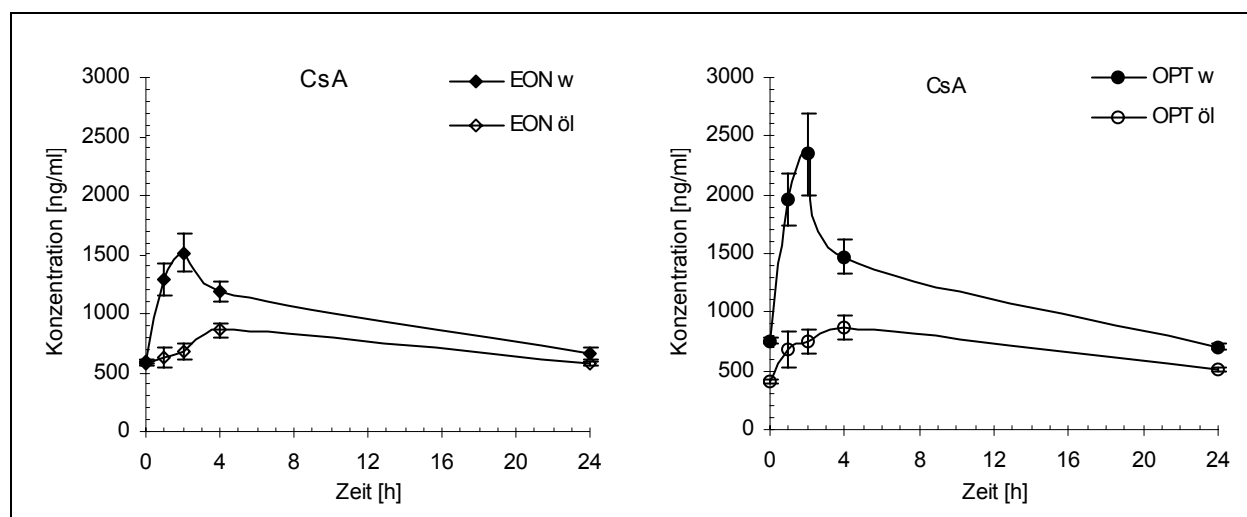 CsA
EON w
EON öl
3000
2500
2000
1500
1000
500
0
Konzentration [ng/ml]
0 4 8 12 16 20 24
Zeit [h]
CsA
OPT w
OPT öl
3000
2500
2000
1500
1000
500
0
Konzentration [ng/ml]
0 4 8 12 16 20 24
Zeit [h]